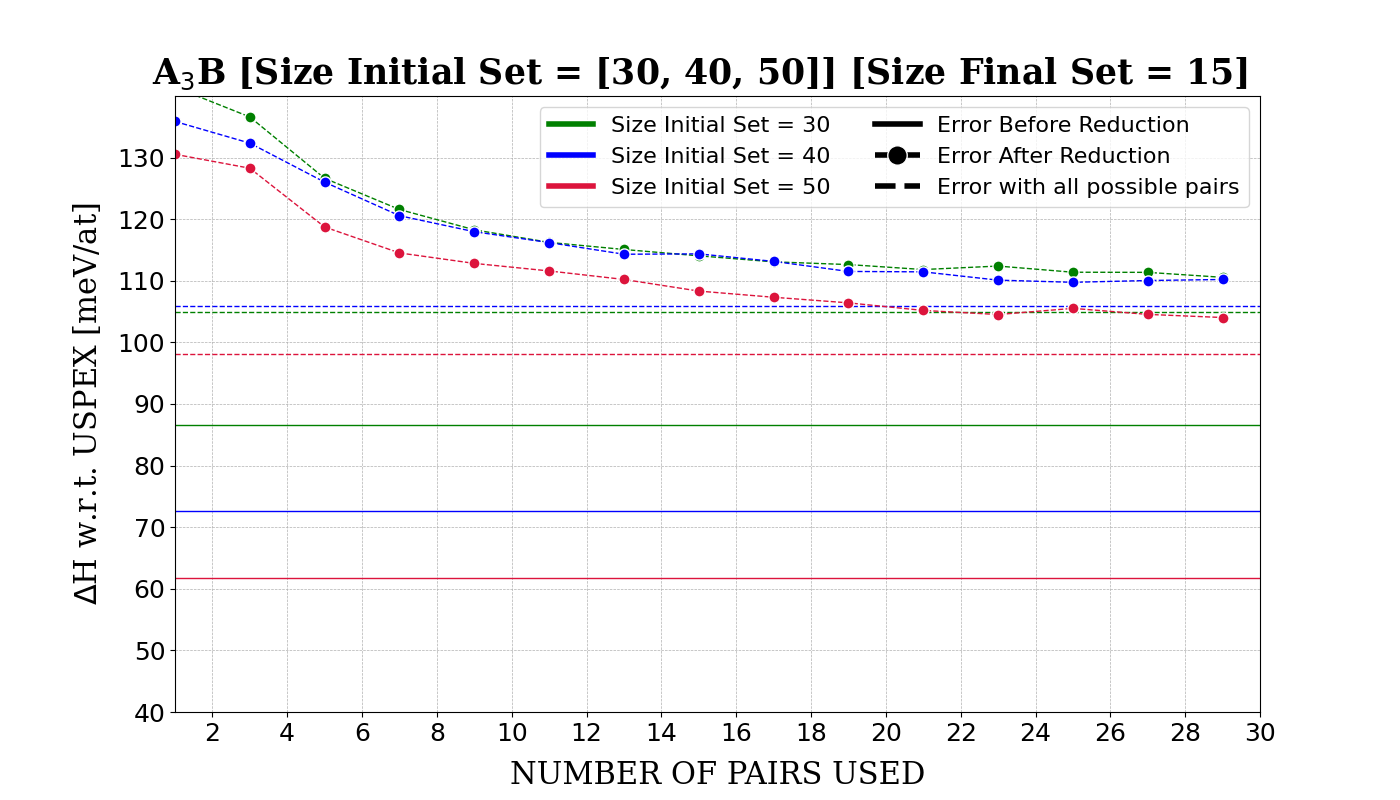 A₃B [Size Initial Set = [30, 40, 50]] [Size Final Set = 15]
Size Initial Set = 30
Size Initial Set = 40
Size Initial Set = 50
Error Before Reduction
Error After Reduction
Error with all possible pairs
ΔH w.r.t. USPEX [meV/at]
130
120
110
100
90
80
70
60
50
40
2 4 6 8 10 12 14 16 18 20 22 24 26 28 30
NUMBER OF PAIRS USED